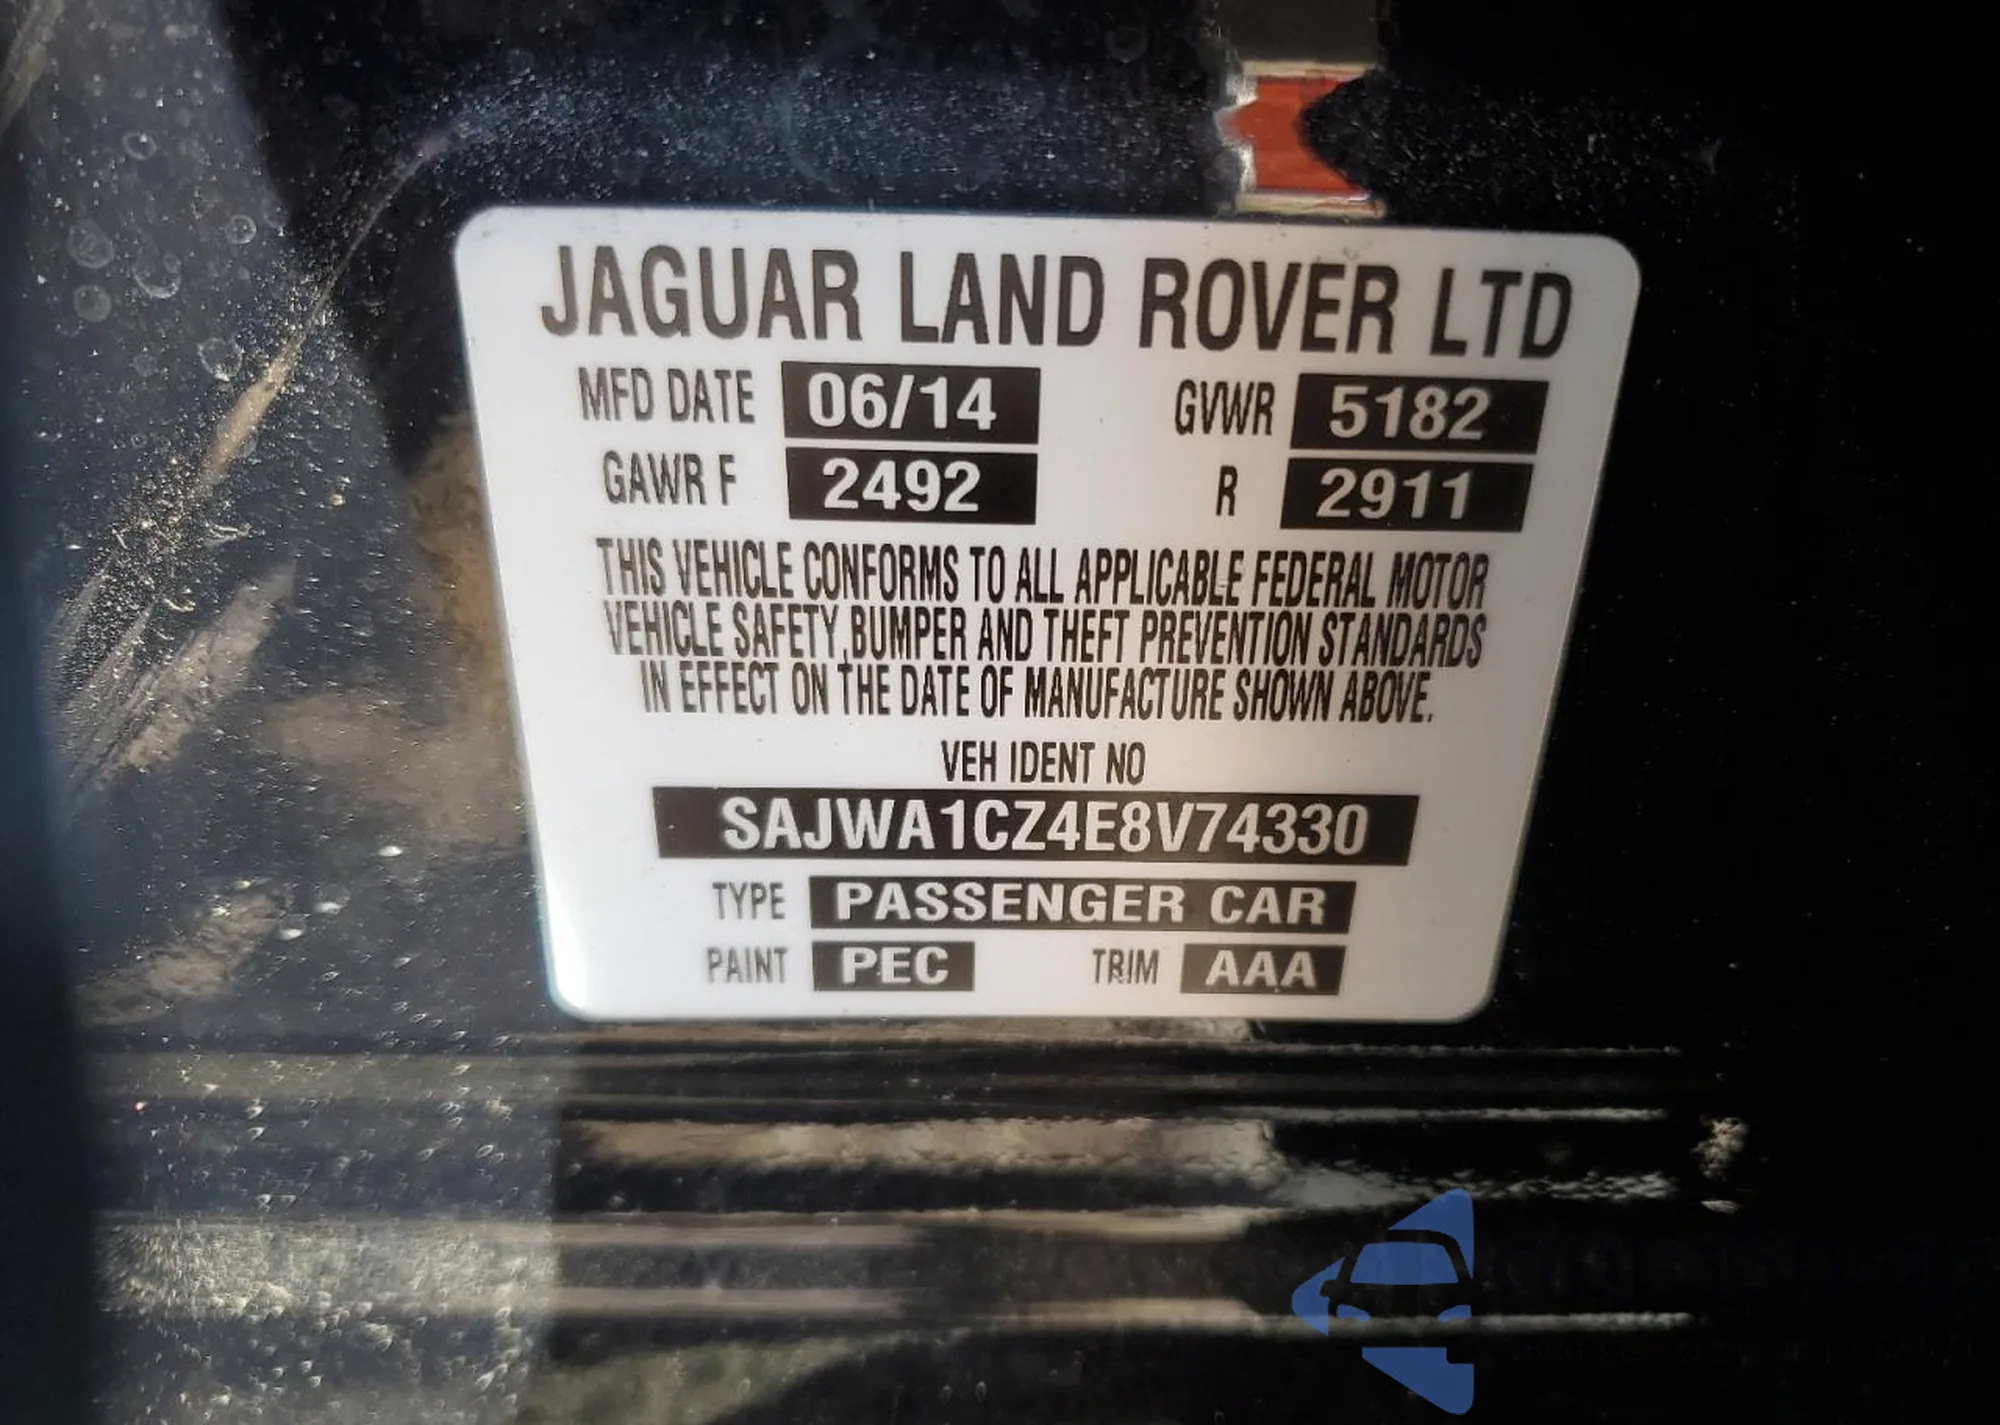 JAGUAR LAND ROVER LTD
MFD DATE 06/14 GVWR 5182
GAWR F 2492 R 2911
THIS VEHICLE CONFORMS TO ALL APPLICABLE FEDERAL MOTOR
VEHICLE SAFETY,BUMPER AND THEFT PREVENTION STANDARDS
IN EFFECT ON THE DATE OF MANUFACTURE SHOWN ABOVE.
VEH IDENT NO
SAJWA1CZ4E8V74330
TYPE PASSENGER CAR
PAINT PEC TRIM AAA